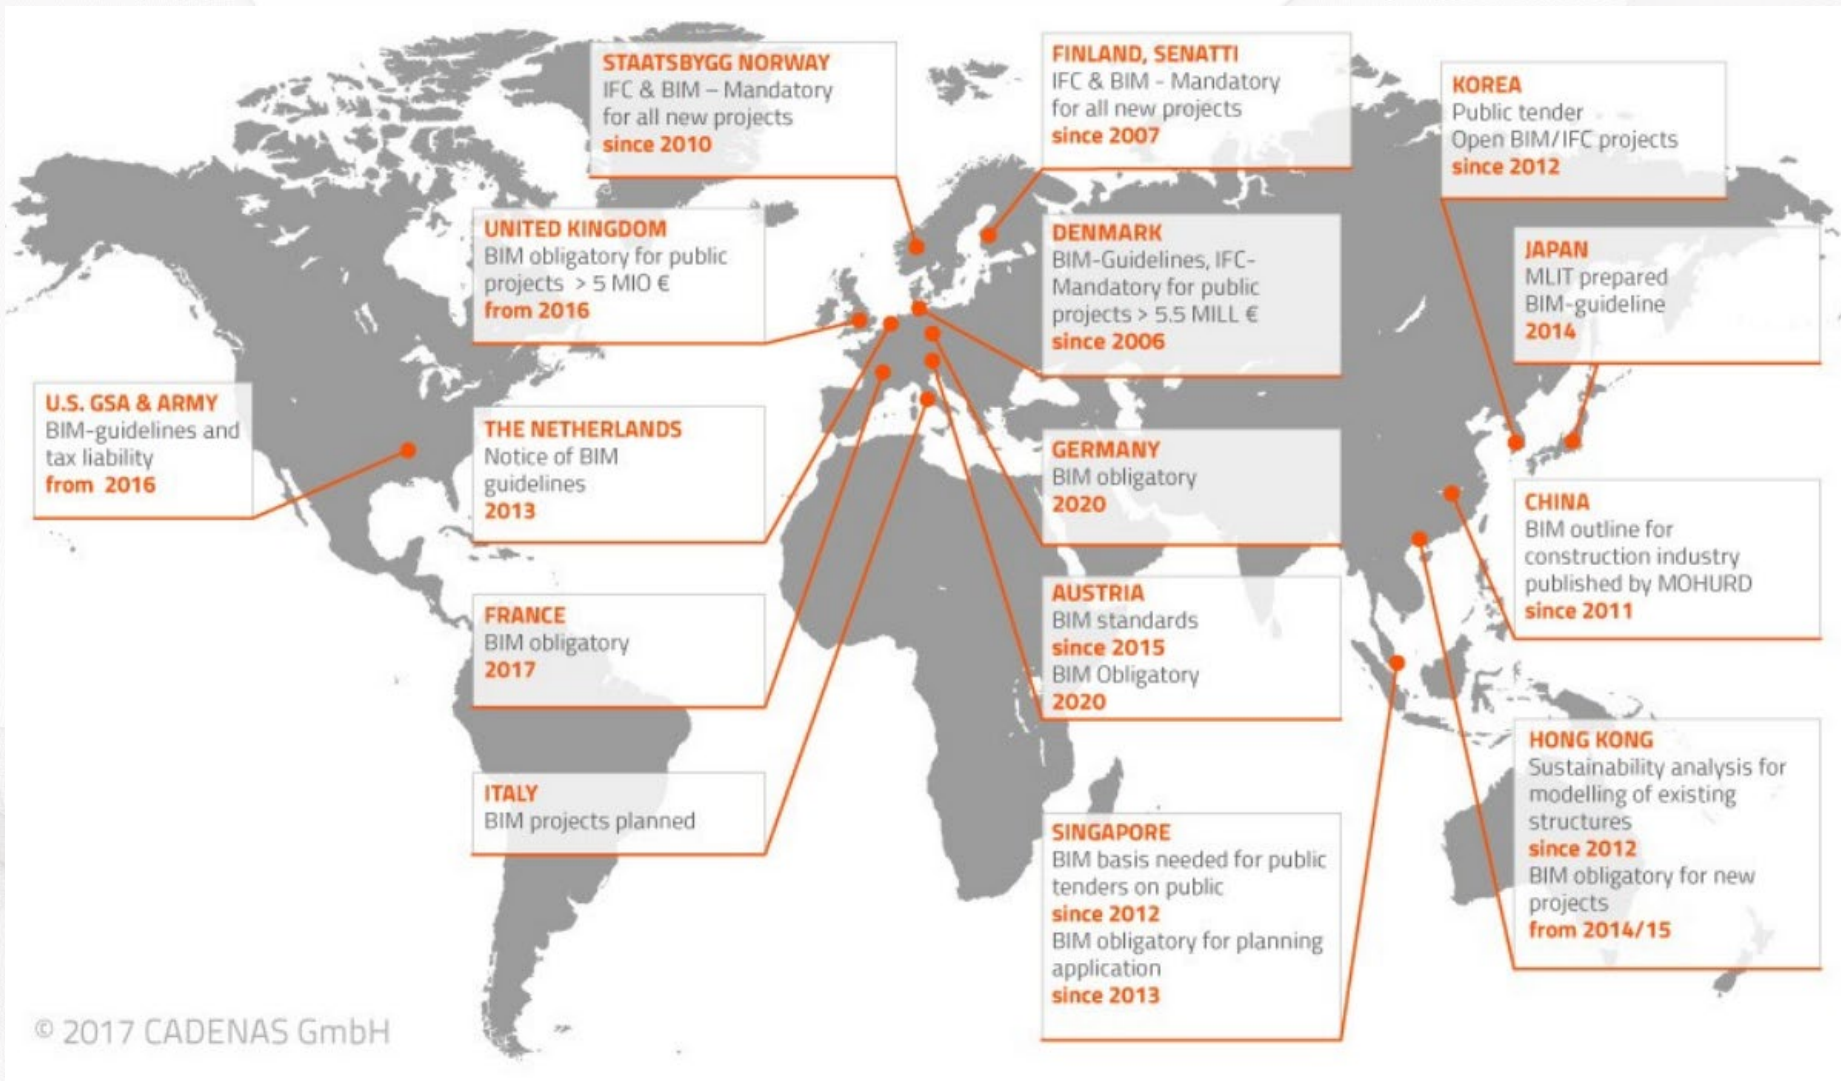 STAATSBYGG NORWAY
IFC & BIM – Mandatory
for all new projects
since 2010
FINLAND, SENATTI
IFC & BIM - Mandatory
for all new projects
since 2007
KOREA
Public tender
Open BIM/IFC projects
since 2012
UNITED KINGDOM
BIM obligatory for public
projects > 5 MIO €
from 2016
DENMARK
BIM-Guidelines, IFC-
Mandatory for public
projects > 5.5 MILL €
since 2006
JAPAN
MLIT prepared
BIM-guideline
2014
U.S. GSA & ARMY
BIM-guidelines and
tax liability
from 2016
THE NETHERLANDS
Notice of BIM
guidelines
2013
GERMANY
BIM obligatory
2020
CHINA
BIM outline for
construction industry
published by MOHURD
since 2011
FRANCE
BIM obligatory
2017
AUSTRIA
BIM standards
since 2015
BIM Obligatory
2020
ITALY
BIM projects planned
SINGAPORE
BIM basis needed for public
tenders on public
since 2012
BIM obligatory for planning
application
since 2013
HONG KONG
Sustainability analysis for
modelling of existing
structures
since 2012
BIM obligatory for new
projects
from 2014/15
© 2017 CADENAS GmbH